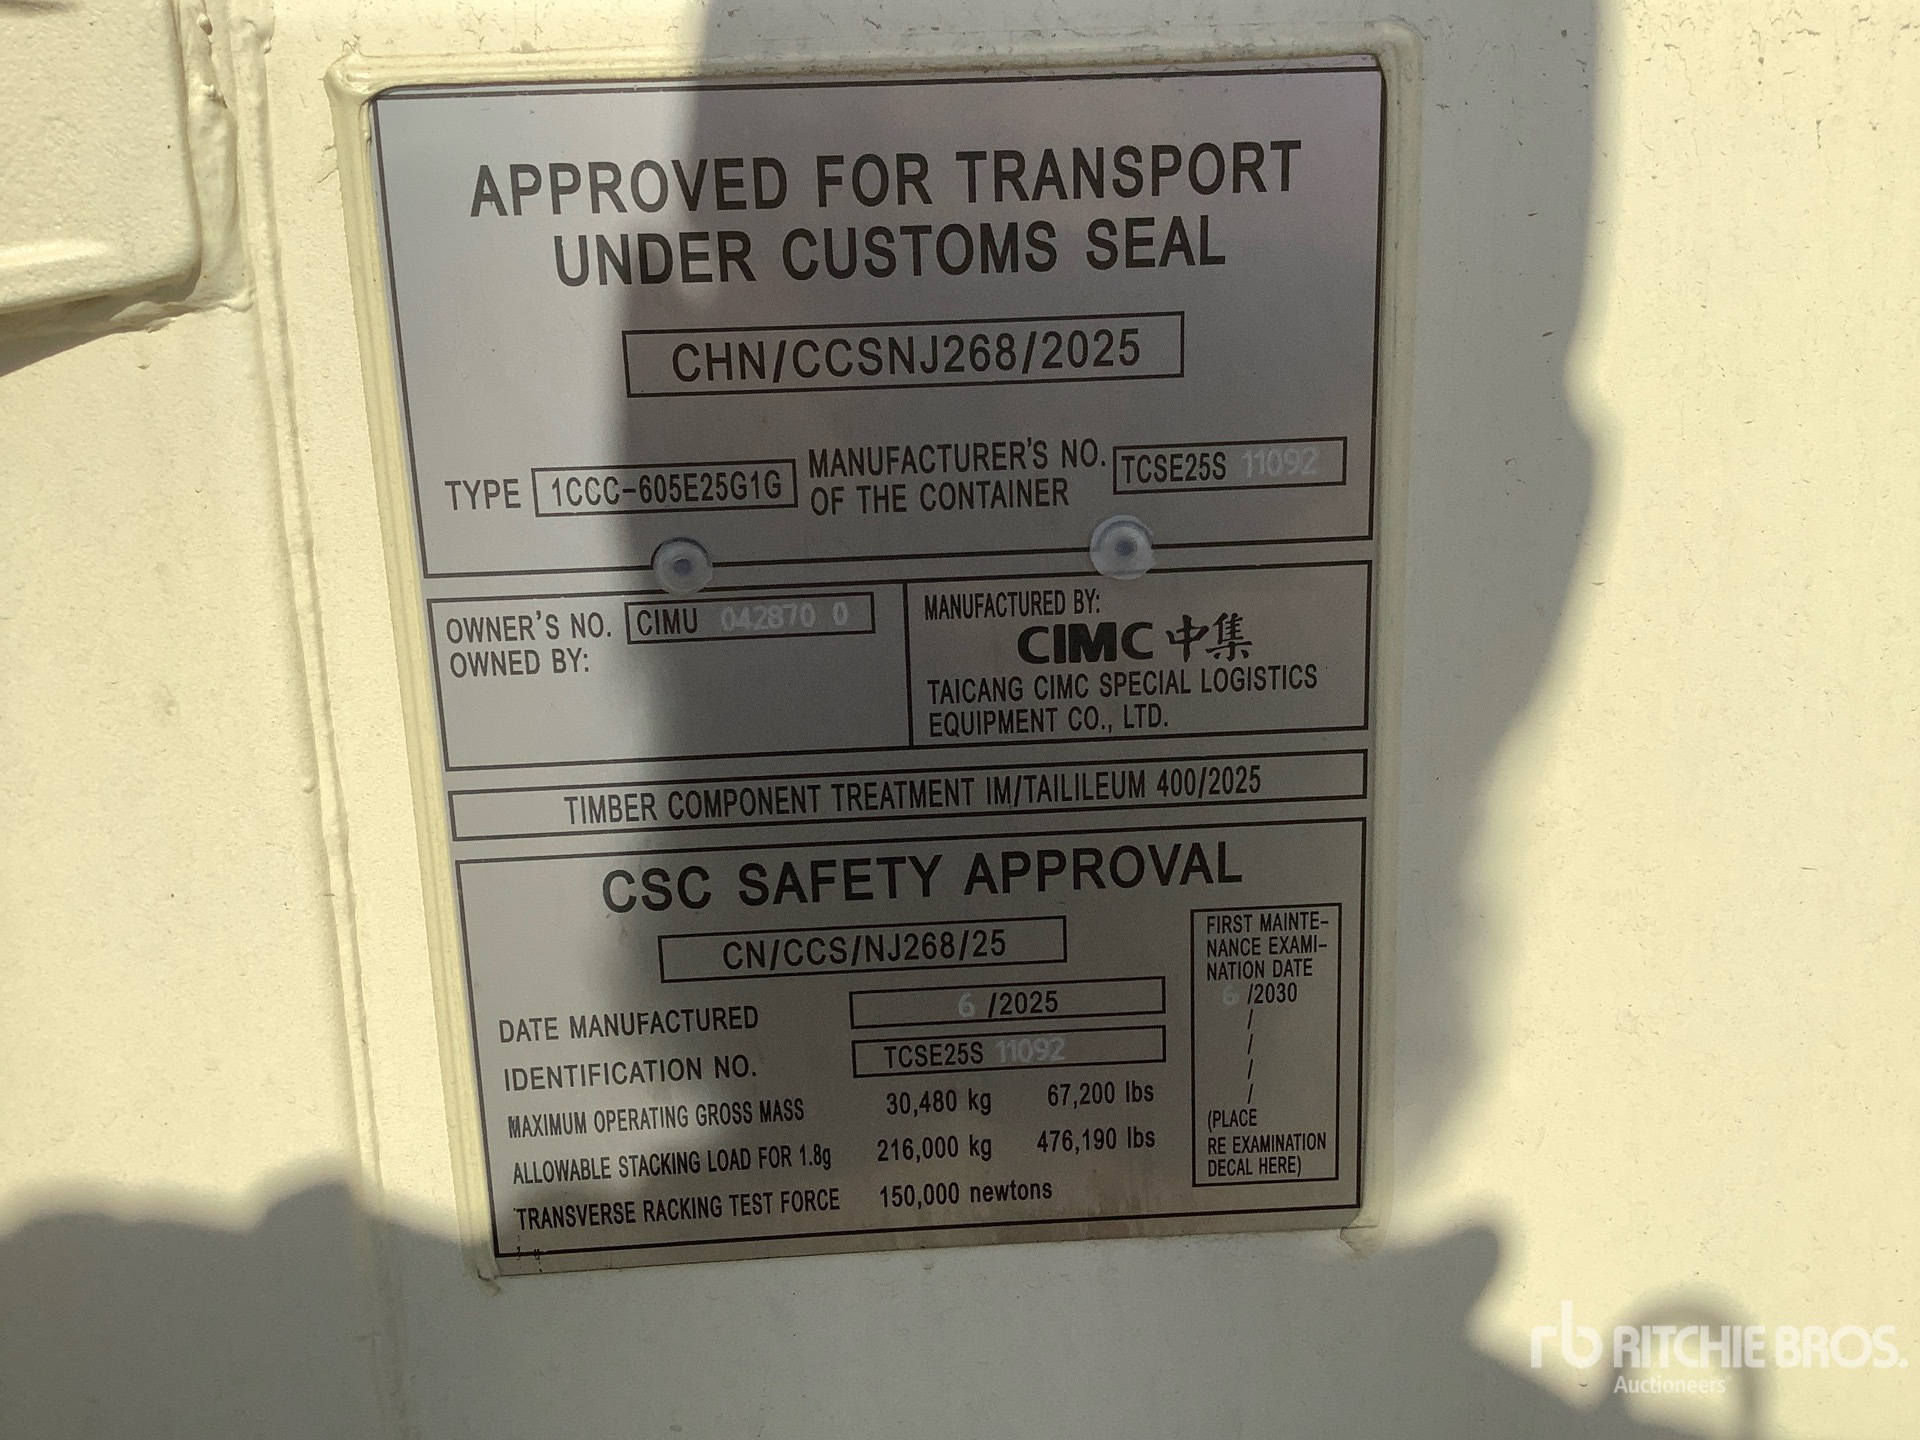 APPROVED FOR TRANSPORT
UNDER CUSTOMS SEAL
CHN/CCSNJ268/2025
TYPE 1CCC-605E25G1G MANUFACTURER'S NO. OF THE CONTAINER TCSE25S 11092
OWNER'S NO. CIMU 042870 0
OWNED BY:
MANUFACTURED BY:
CIMC 中集
TAICANG CIMC SPECIAL LOGISTICS
EQUIPMENT CO., LTD.
TIMBER COMPONENT TREATMENT IM/TAILILEUM 400/2025
CSC SAFETY APPROVAL
CN/CCS/NJ268/25
DATE MANUFACTURED 6 /2025
IDENTIFICATION NO. TCSE25S 11092
MAXIMUM OPERATING GROSS MASS 30,480 kg 67,200 lbs
ALLOWABLE STACKING LOAD FOR 1.8g 216,000 kg 476,190 lbs
TRANSVERSE RACKING TEST FORCE 150,000 newtons
FIRST MAINTE-
NANCE EXAMI-
NATION DATE
6 /2030
/
/
/
/
(PLACE
RE EXAMINATION
DECAL HERE)
rb RITCHIE BROS.
Auctioneers